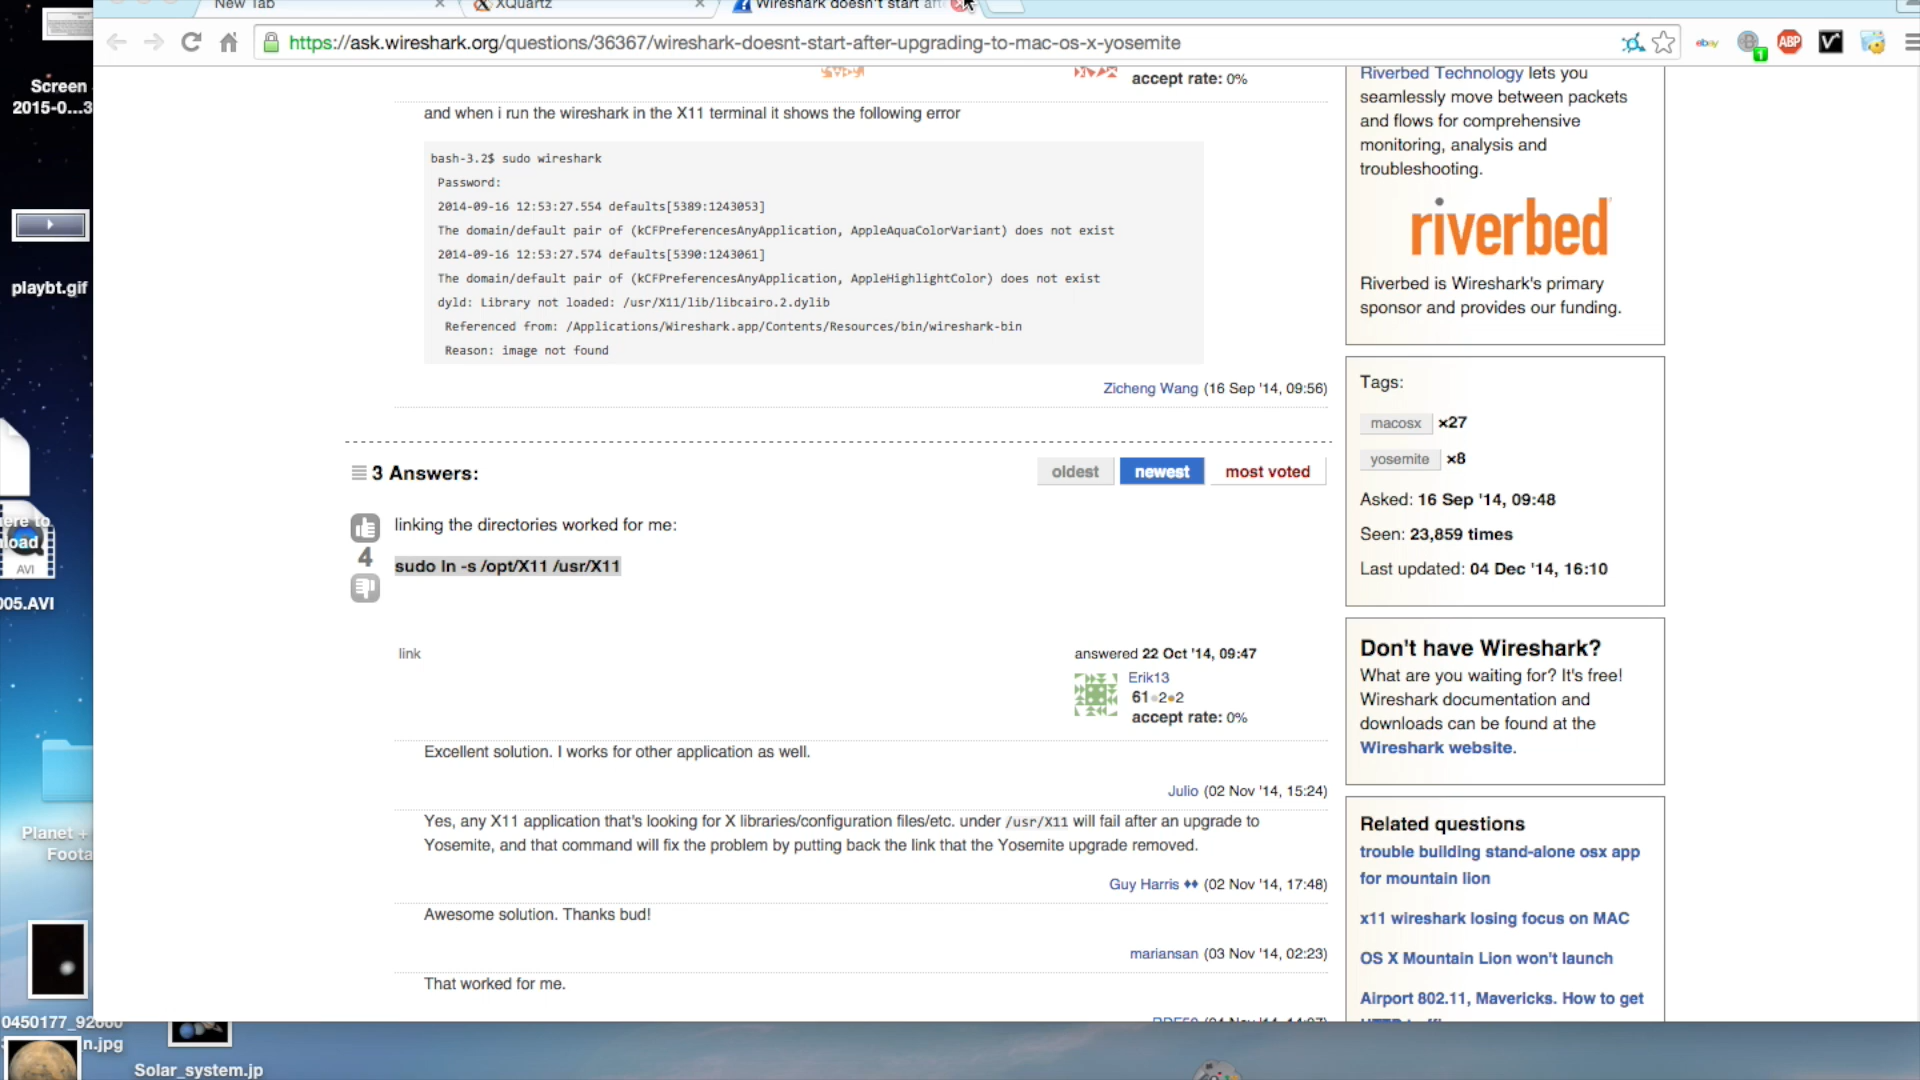 New Tab
XQuartz
Wireshark doesn't start aft
https://ask.wireshark.org/questions/36367/wireshark-doesnt-start-after-upgrading-to-mac-os-x-yosemite
ebay
1
ABP
Screen
2015-0...3
playbt.gif
ere to
load
AVI
005.AVI
Planet +
Foota
0450177_92660
n.jpg
Solar_system.jp
accept rate: 0%
and when i run the wireshark in the X11 terminal it shows the following error
bash-3.2$ sudo wireshark
Password:
2014-09-16 12:53:27.554 defaults[5389:1243053]
The domain/default pair of (kCFPreferencesAnyApplication, AppleAquaColorVariant) does not exist
2014-09-16 12:53:27.574 defaults[5390:1243061]
The domain/default pair of (kCFPreferencesAnyApplication, AppleHighlightColor) does not exist
dyld: Library not loaded: /usr/X11/lib/libcairo.2.dylib
Referenced from: /Applications/Wireshark.app/Contents/Resources/bin/wireshark-bin
Reason: image not found
Zicheng Wang (16 Sep '14, 09:56)
3 Answers:
oldest
newest
most voted
linking the directories worked for me:
4
sudo ln -s /opt/X11 /usr/X11
link
answered 22 Oct '14, 09:47
Erik13
61●2●2
accept rate: 0%
Excellent solution. I works for other application as well.
Julio (02 Nov '14, 15:24)
Yes, any X11 application that's looking for X libraries/configuration files/etc. under /usr/X11 will fail after an upgrade to
Yosemite, and that command will fix the problem by putting back the link that the Yosemite upgrade removed.
Guy Harris ♦♦ (02 Nov '14, 17:48)
Awesome solution. Thanks bud!
mariansan (03 Nov '14, 02:23)
That worked for me.
Riverbed Technology lets you
seamlessly move between packets
and flows for comprehensive
monitoring, analysis and
troubleshooting.
riverbed
Riverbed is Wireshark's primary
sponsor and provides our funding.
Tags:
macosx ×27
yosemite ×8
Asked: 16 Sep '14, 09:48
Seen: 23,859 times
Last updated: 04 Dec '14, 16:10
Don't have Wireshark?
What are you waiting for? It's free!
Wireshark documentation and
downloads can be found at the
Wireshark website.
Related questions
trouble building stand-alone osx app
for mountain lion
x11 wireshark losing focus on MAC
OS X Mountain Lion won't launch
Airport 802.11, Mavericks. How to get